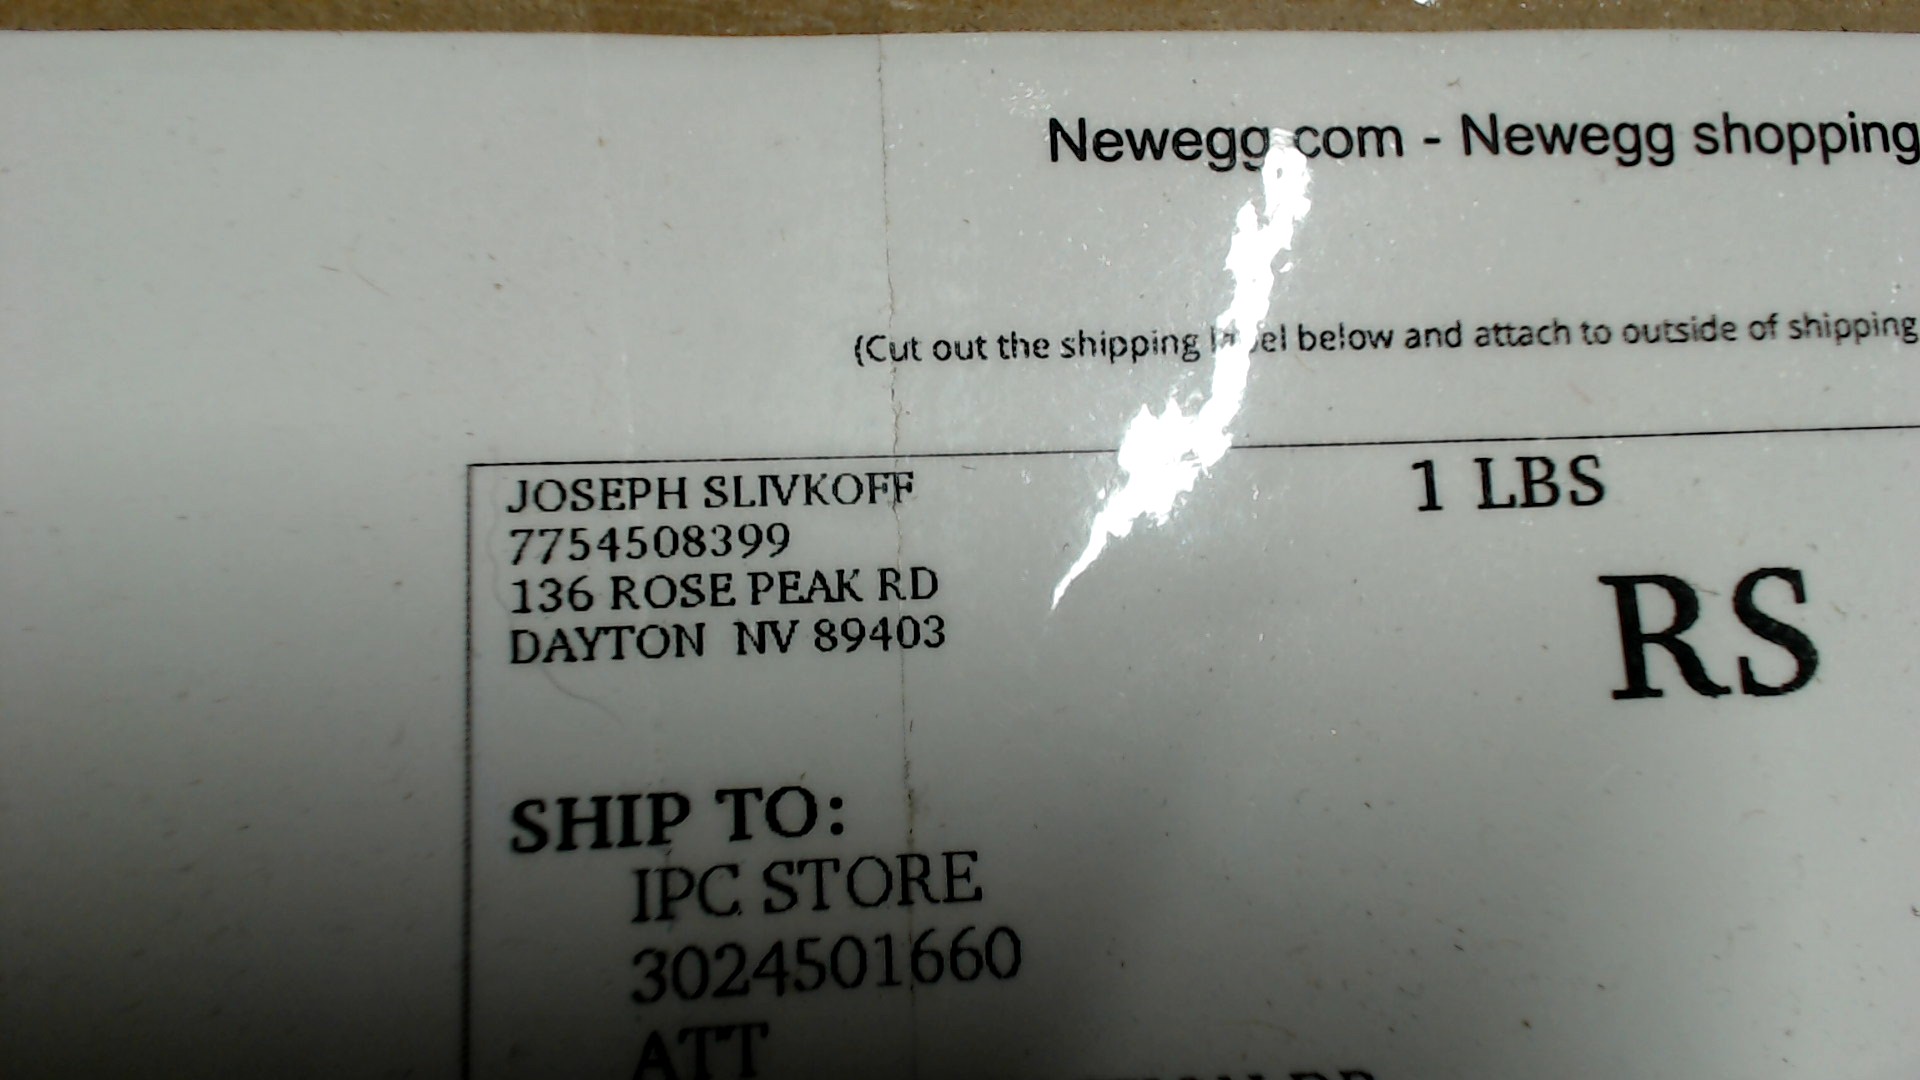 Newegg.com - Newegg shopping
(Cut out the shipping label below and attach to outside of shipping
JOSEPH SLIVKOFF
1 LBS
7754508399
136 ROSE PEAK RD
DAYTON NV 89403
RS
SHIP TO:
IPC STORE
3024501660
ATT